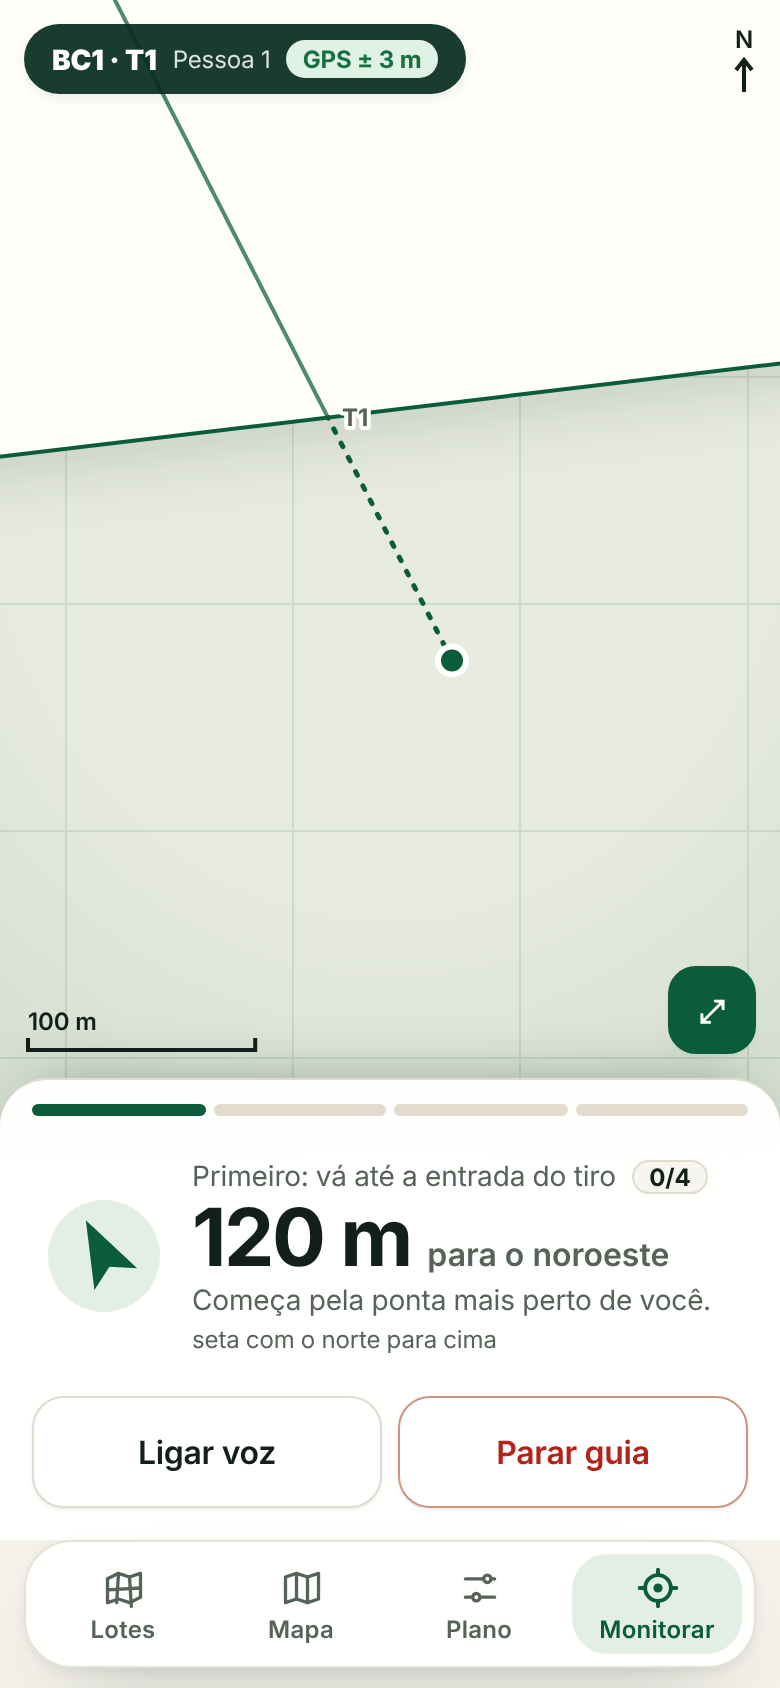 BC1 · T1 Pessoa 1 GPS ± 3 m
N
T1
100 m
Primeiro: vá até a entrada do tiro 0/4
120 m para o noroeste
Começa pela ponta mais perto de você.
seta com o norte para cima
Ligar voz Parar guia
Lotes Mapa Plano Monitorar